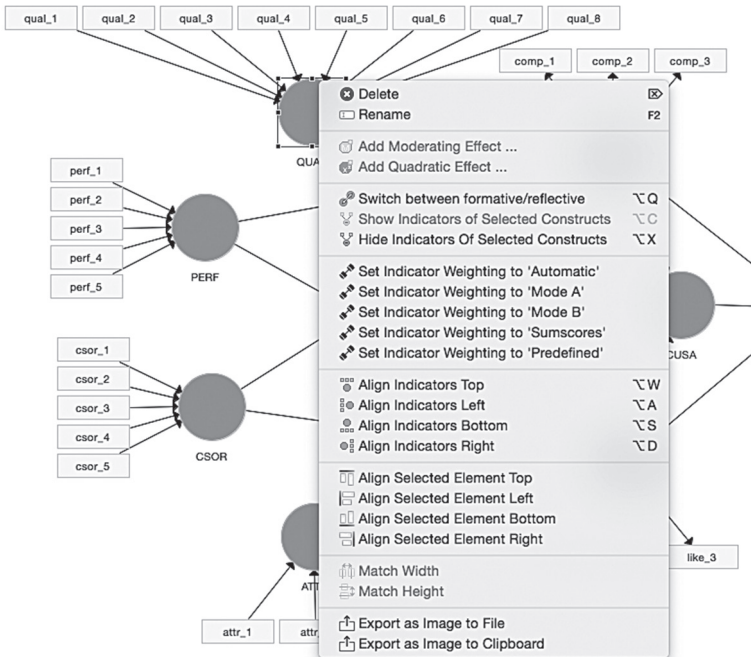 qual_1 qual_2 qual_3 qual_4 qual_5 qual_6 qual_7 qual_8
comp_1 comp_2 comp_3
Delete
Rename F2
QUA
Add Moderating Effect ...
Add Quadratic Effect ...
perf_1
perf_2
perf_3
perf_4
perf_5
PERF
Switch between formative/reflective ⌥Q
Show Indicators of Selected Constructs ⌥C
Hide Indicators Of Selected Constructs ⌥X
Set Indicator Weighting to 'Automatic'
Set Indicator Weighting to 'Mode A'
Set Indicator Weighting to 'Mode B'
Set Indicator Weighting to 'Sumscores'
Set Indicator Weighting to 'Predefined'
CUSA
csor_1
csor_2
csor_3
csor_4
csor_5
CSOR
Align Indicators Top ⌥W
Align Indicators Left ⌥A
Align Indicators Bottom ⌥S
Align Indicators Right ⌥D
Align Selected Element Top
Align Selected Element Left
Align Selected Element Bottom
Align Selected Element Right
like_3
Match Width
Match Height
ATT
attr_1 attr_
Export as Image to File
Export as Image to Clipboard